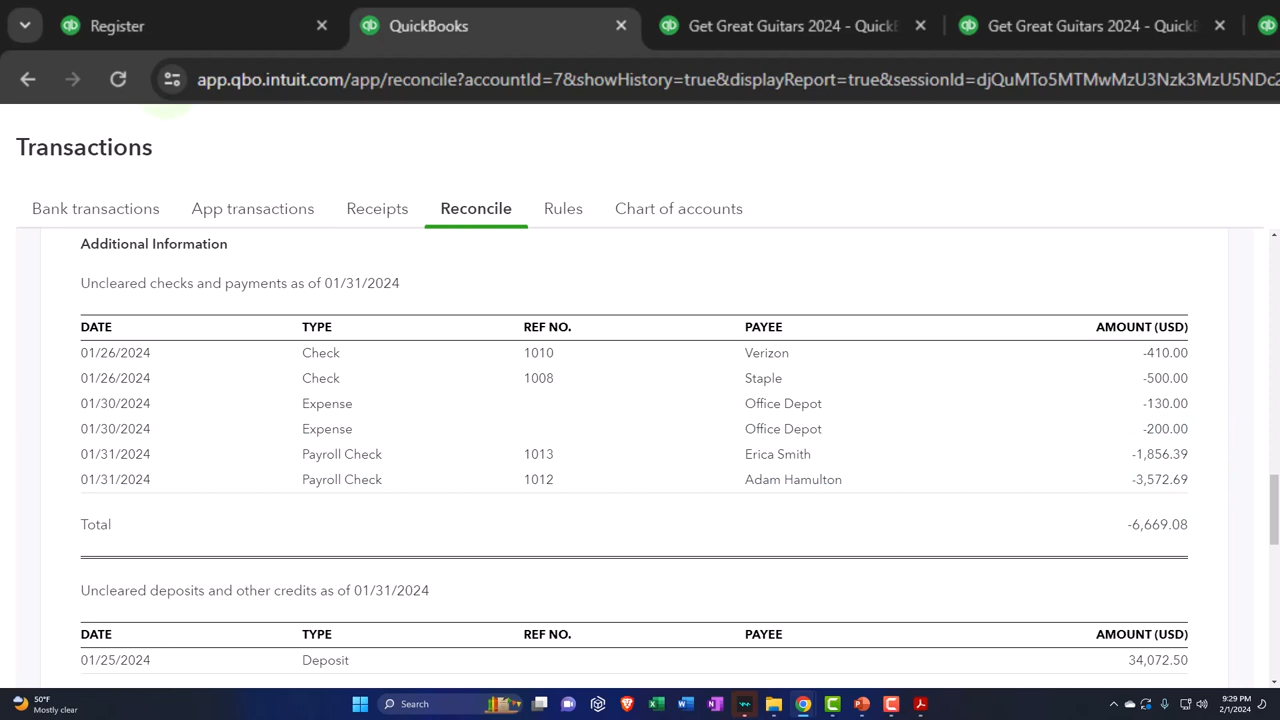 Register
QuickBooks
Get Great Guitars 2024 - Quick
Get Great Guitars 2024 - Quick
app.qbo.intuit.com/app/reconcile?accountId=7&showHistory=true&displayReport=true&sessionId=djQuMTo5MTMwMzU3Nzk3MzU5NDc
Transactions
Bank transactions App transactions Receipts Reconcile Rules Chart of accounts
Additional Information
Uncleared checks and payments as of 01/31/2024
DATE TYPE REF NO. PAYEE AMOUNT (USD)
01/26/2024 Check 1010 Verizon -410.00
01/26/2024 Check 1008 Staple -500.00
01/30/2024 Expense Office Depot -130.00
01/30/2024 Expense Office Depot -200.00
01/31/2024 Payroll Check 1013 Erica Smith -1,856.39
01/31/2024 Payroll Check 1012 Adam Hamulton -3,572.69
Total -6,669.08
Uncleared deposits and other credits as of 01/31/2024
DATE TYPE REF NO. PAYEE AMOUNT (USD)
01/25/2024 Deposit 34,072.50
50°F
Mostly clear
Search
9:29 PM
2/1/2024